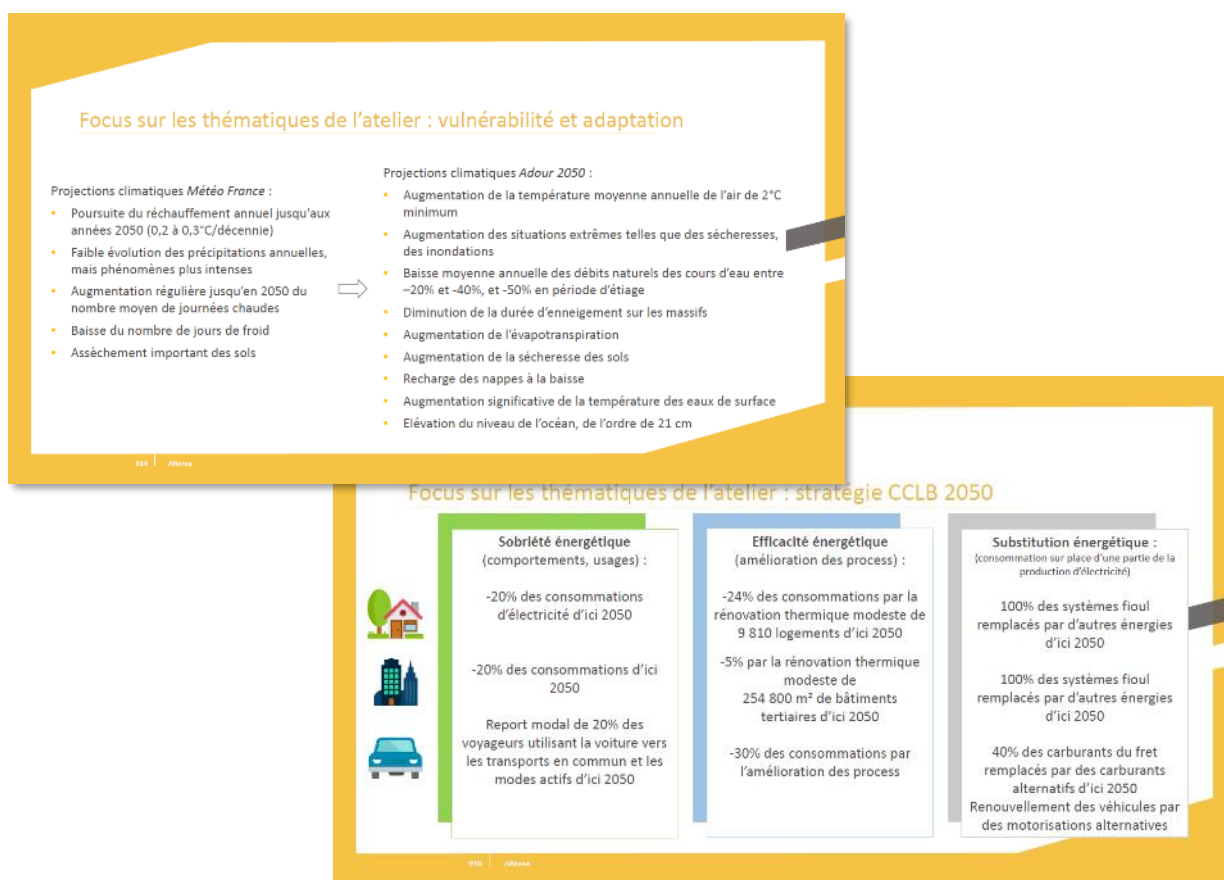 Focus sur les thématiques de l'atelier : vulnérabilité et adaptation
Projections climatiques Météo France :
• Poursuite du réchauffement annuel jusqu'aux
années 2050 (0,2 à 0,3°C/décennie)
• Faible évolution des précipitations annuelles,
mais phénomènes plus intenses
• Augmentation régulière jusqu'en 2050 du
nombre moyen de journées chaudes
• Baisse du nombre de jours de froid
• Assèchement important des sols
Projections climatiques Adour 2050 :
• Augmentation de la température moyenne annuelle de l'air de 2°C
minimum
• Augmentation des situations extrêmes telles que des sécheresses,
des inondations
• Baisse moyenne annuelle des débits naturels des cours d'eau entre
–20% et -40%, et -50% en période d'étiage
• Diminution de la durée d'enneigement sur les massifs
• Augmentation de l'évapotranspiration
• Augmentation de la sécheresse des sols
• Recharge des nappes à la baisse
• Augmentation significative de la température des eaux de surface
• Elévation du niveau de l'océan, de l'ordre de 21 cm
014 Alterea
Focus sur les thématiques de l'atelier : stratégie CCLB 2050
Sobriété énergétique
(comportements, usages) :
-20% des consommations
d'électricité d'ici 2050
-20% des consommations d'ici
2050
Report modal de 20% des
voyageurs utilisant la voiture vers
les transports en commun et les
modes actifs d'ici 2050
Efficacité énergétique
(amélioration des process) :
-24% des consommations par la
rénovation thermique modeste de
9 810 logements d'ici 2050
-5% par la rénovation thermique
modeste de
254 800 m² de bâtiments
tertiaires d'ici 2050
-30% des consommations par
l'amélioration des process
Substitution énergétique :
(consommation sur place d'une partie de la
production d'électricité)
100% des systèmes fioul
remplacés par d'autres énergies
d'ici 2050
100% des systèmes fioul
remplacés par d'autres énergies
d'ici 2050
40% des carburants du fret
remplacés par des carburants
alternatifs d'ici 2050
Renouvellement des véhicules par
des motorisations alternatives
Alterea